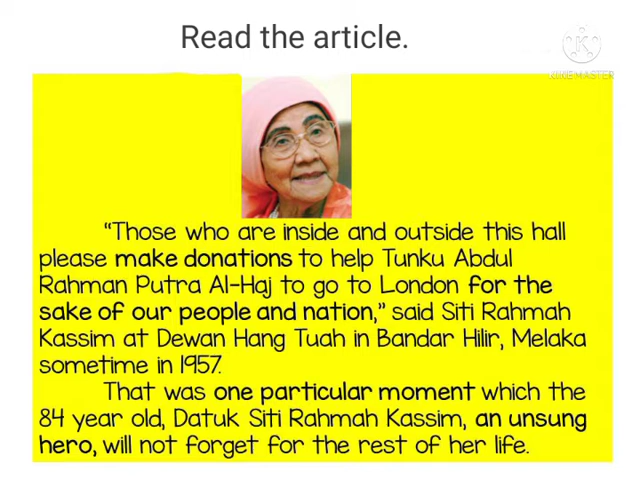 Read the article.
KINEMASTER
"Those who are inside and outside this hall
please make donations to help Tunku Abdul
Rahman Putra Al-Haj to go to London for the
sake of our people and nation," said Siti Rahmah
Kassim at Dewan Hang Tuah in Bandar Hilir, Melaka
sometime in 1957.
That was one particular moment which the
84 year old, Datuk Siti Rahmah Kassim, an unsung
hero, will not forget for the rest of her life.